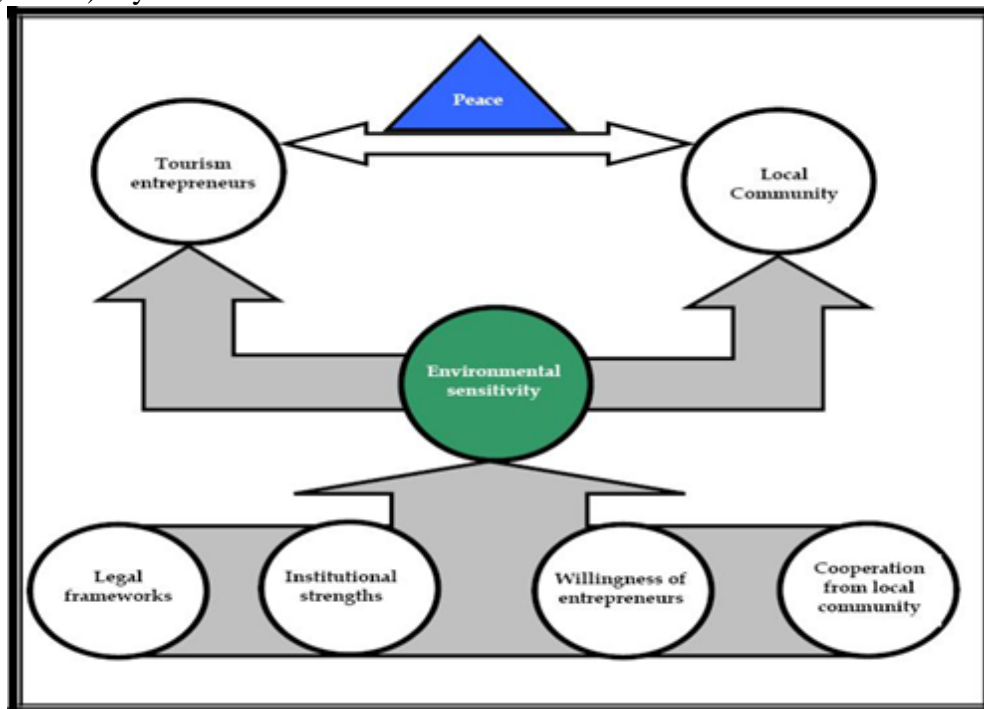 Peace
Tourism
entrepreneurs
Local
Community
Environmental
sensitivity
Legal
frameworks
Institutional
strengths
Willingness of
entrepreneurs
Cooperation
from local
community